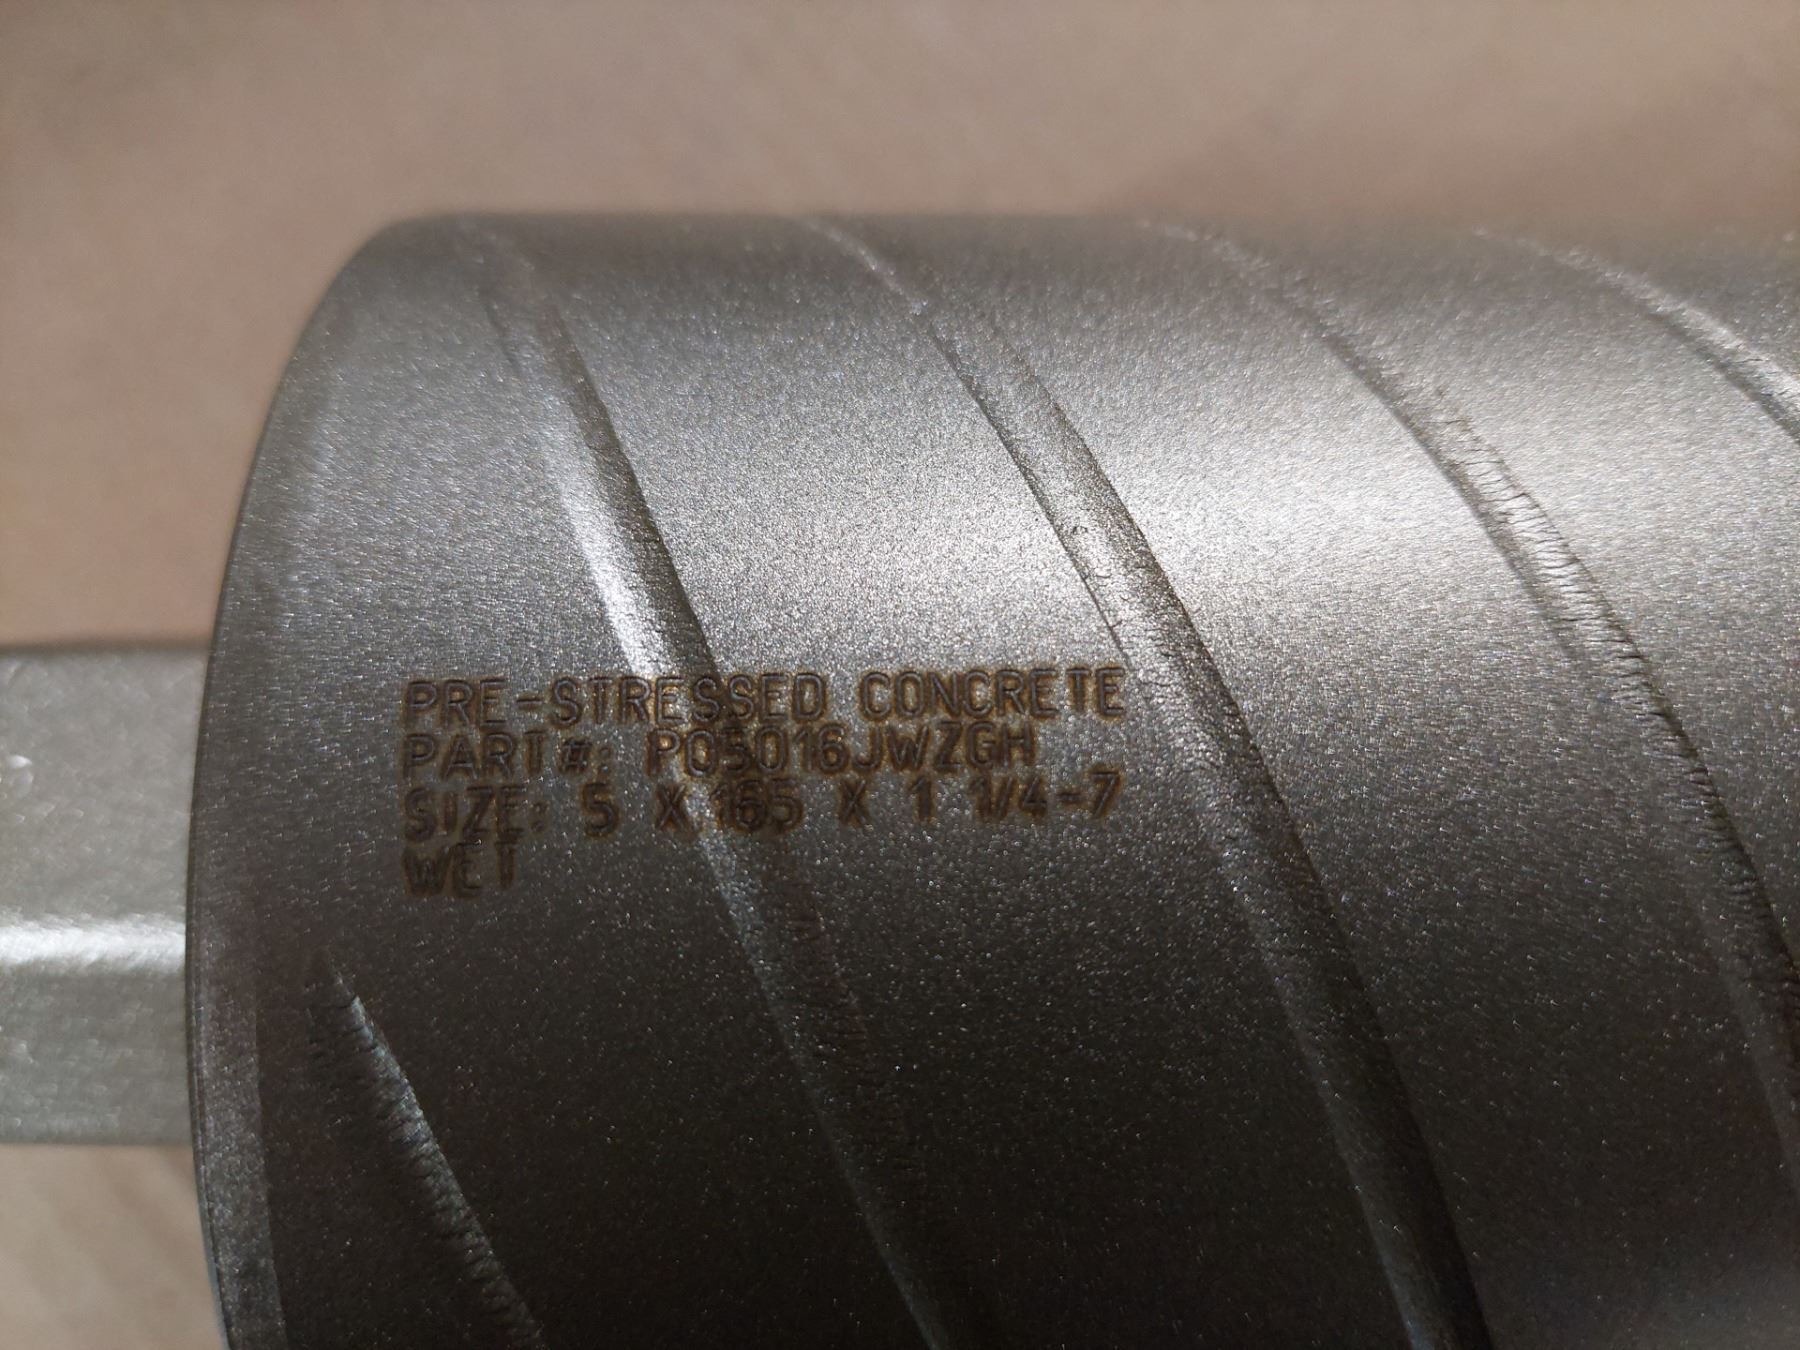 PRE-STRESSED CONCRETE
PART#: P05016JWZGH
SIZE: 5 X 165 X 1 1/4-7
WET